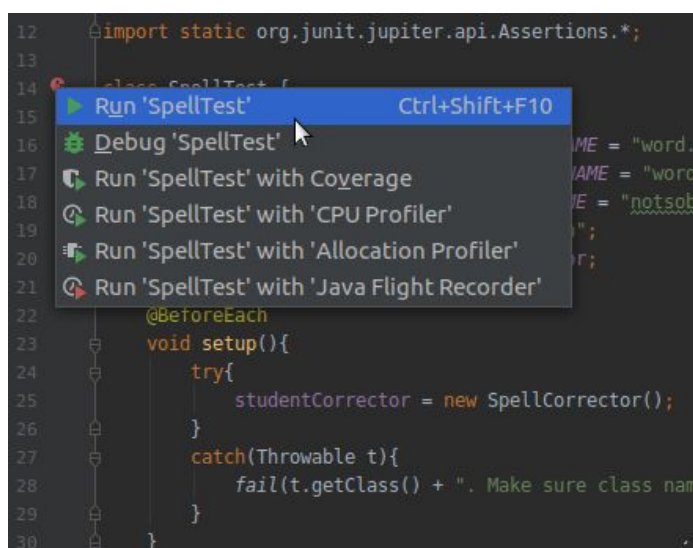 12 import static org.junit.jupiter.api.Assertions.*;
13
14 class SpellTest {
15 Run 'SpellTest' Ctrl+Shift+F10
16 Debug 'SpellTest' AME = "word.
17 Run 'SpellTest' with Coverage AME = "word
18 Run 'SpellTest' with 'CPU Profiler' E = "notsob
19 ";
20 Run 'SpellTest' with 'Allocation Profiler' r;
21 Run 'SpellTest' with 'Java Flight Recorder'
22 @BeforeEach
23 void setup(){
24 try{
25 studentCorrector = new SpellCorrector();
26 }
27 catch(Throwable t){
28 fail(t.getClass() + ". Make sure class nam
29 }
30 }